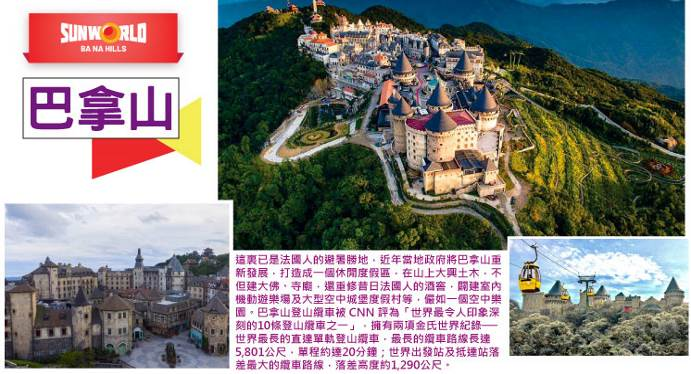 SUNWORLD
BA NA HILLS
巴拿山
這裏已是法國人的避署勝地，近年當地政府將巴拿山重
新發展，打造成一個休閒度假區，在山上大興土木，不
但建大佛、寺廟，還重修昔日法國人的酒窖，闢建室內
機動遊樂場及大型空中城堡度假村等，儼如一個空中樂
園。巴拿山登山纜車被 CNN 評為「世界最令人印象深
刻的10條登山纜車之一」，擁有兩項金氏世界紀錄──
世界最長的直達單軌登山纜車，最長的纜車路線長達
5,801公尺，單程約達20分鐘；世界出發站及抵達站落
差最大的纜車路線，落差高度約1,290公尺。